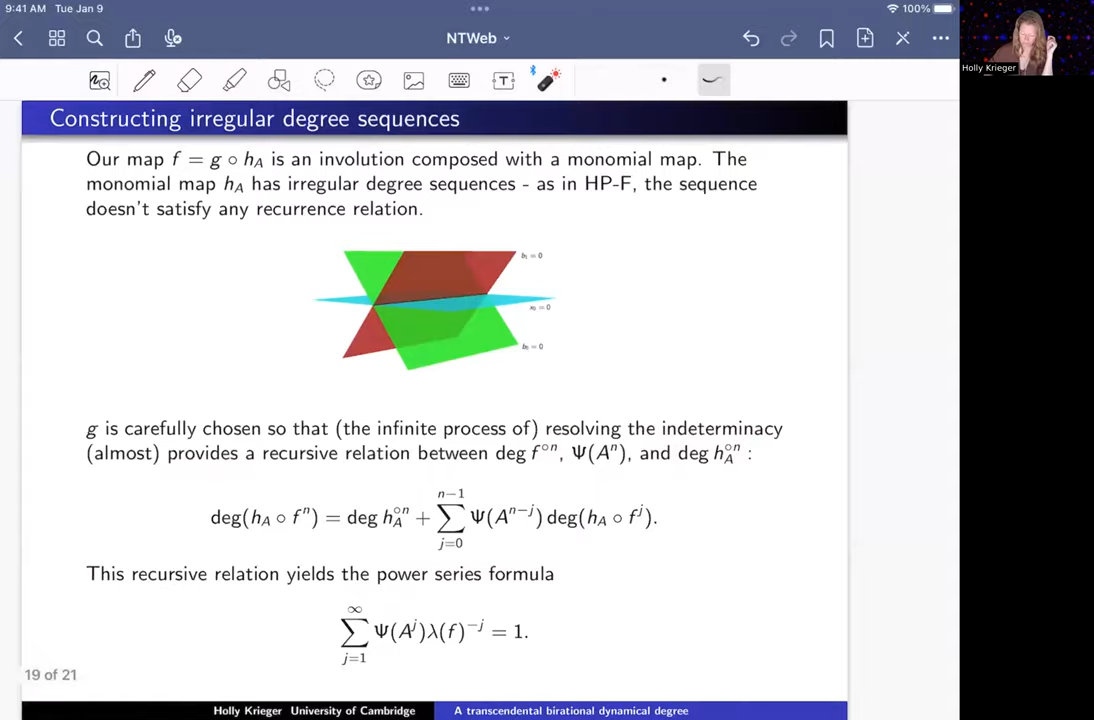 9:41 AM Tue Jan 9
100%
NTWeb
Holly Krieger
Constructing irregular degree sequences
Our map f = g ∘ h_A is an involution composed with a monomial map. The
monomial map h_A has irregular degree sequences - as in HP-F, the sequence
doesn't satisfy any recurrence relation.
b₁ = 0
x₀ = 0
b₀ = 0
g is carefully chosen so that (the infinite process of) resolving the indeterminacy
(almost) provides a recursive relation between deg f^{∘n}, Ψ(Aⁿ), and deg h_A^{∘n} :
deg(h_A ∘ fⁿ) = deg h_A^{∘n} + ∑_{j=0}^{n−1} Ψ(A^{n−j}) deg(h_A ∘ f^j).
This recursive relation yields the power series formula
∑_{j=1}^{∞} Ψ(A^j)λ(f)^{−j} = 1.
19 of 21
Holly Krieger University of Cambridge
A transcendental birational dynamical degree